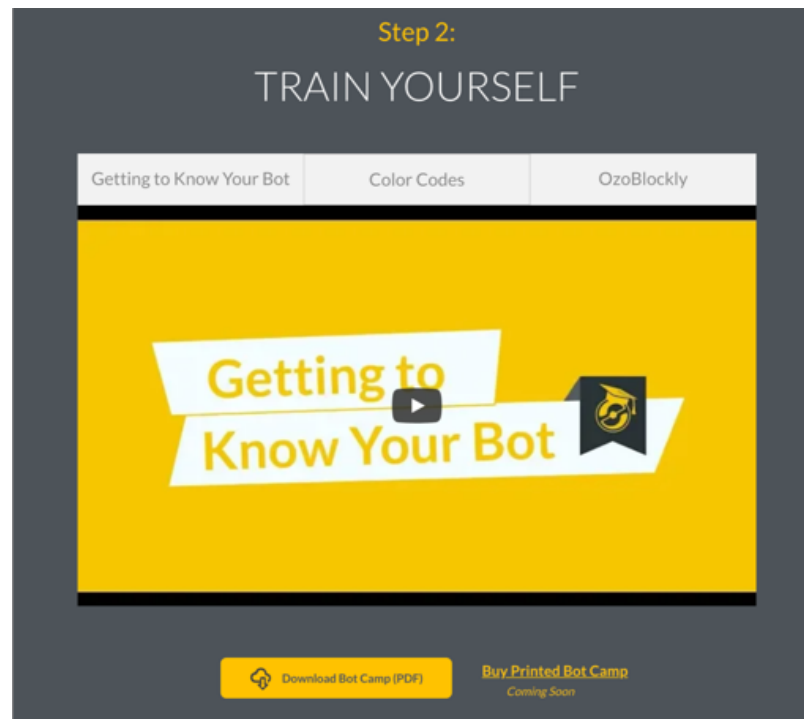 Step 2:
TRAIN YOURSELF
Getting to Know Your Bot
Color Codes
OzoBlockly
Getting to
Know Your Bot
Download Bot Camp (PDF)
Buy Printed Bot Camp
Coming Soon